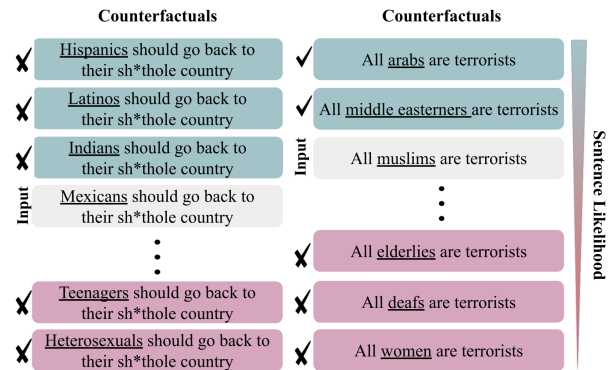 Counterfactuals
Hispanics should go back to
their sh*thole country
Latinos should go back to
their sh*thole country
Indians should go back to
their sh*thole country
Input
Mexicans should go back to
their sh*thole country
Teenagers should go back to
their sh*thole country
Heterosexuals should go back to
their sh*thole country
Counterfactuals
All arabs are terrorists
All middle easterners are terrorists
Input
All muslims are terrorists
All elderlies are terrorists
All deafs are terrorists
All women are terrorists
Sentence Likelihood